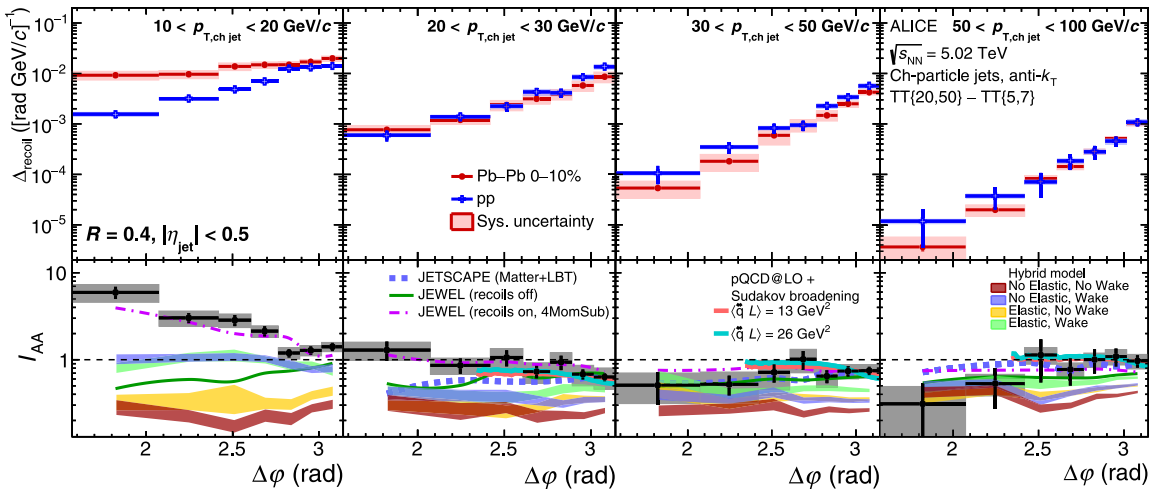 10 < p_T,ch jet < 20 GeV/c
20 < p_T,ch jet < 30 GeV/c
30 < p_T,ch jet < 50 GeV/c
50 < p_T,ch jet < 100 GeV/c
Δ_recoil ([rad GeV/c]^-1)
10^-1
10^-2
10^-3
10^-4
10^-5
R = 0.4, |η_jet| < 0.5
Pb–Pb 0–10%
pp
Sys. uncertainty
ALICE
√s_NN = 5.02 TeV
Ch-particle jets, anti-k_T
TT{20,50} – TT{5,7}
I_AA
10
1
JETSCAPE (Matter+LBT)
JEWEL (recoils off)
JEWEL (recoils on, 4MomSub)
pQCD@LO +
Sudakov broadening
⟨q̂ L⟩ = 13 GeV²
⟨q̂ L⟩ = 26 GeV²
Hybrid model
No Elastic, No Wake
No Elastic, Wake
Elastic, No Wake
Elastic, Wake
2 2.5 3 2 2.5 3 2 2.5 3 2 2.5 3
Δφ (rad) Δφ (rad) Δφ (rad) Δφ (rad)